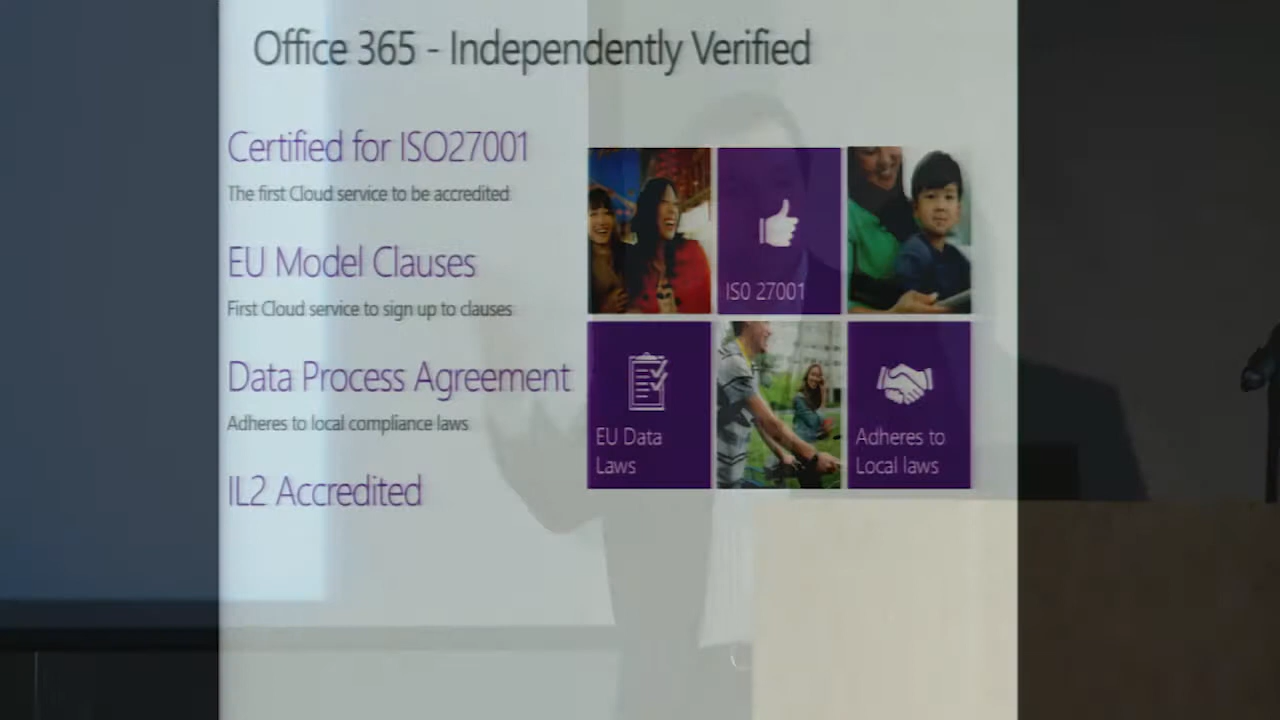 Office 365 - Independently Verified
Certified for ISO27001
The first Cloud service to be accredited
EU Model Clauses
First Cloud service to sign up to clauses
Data Process Agreement
Adheres to local compliance laws
IL2 Accredited
ISO 27001
EU Data
Laws
Adheres to
Local laws